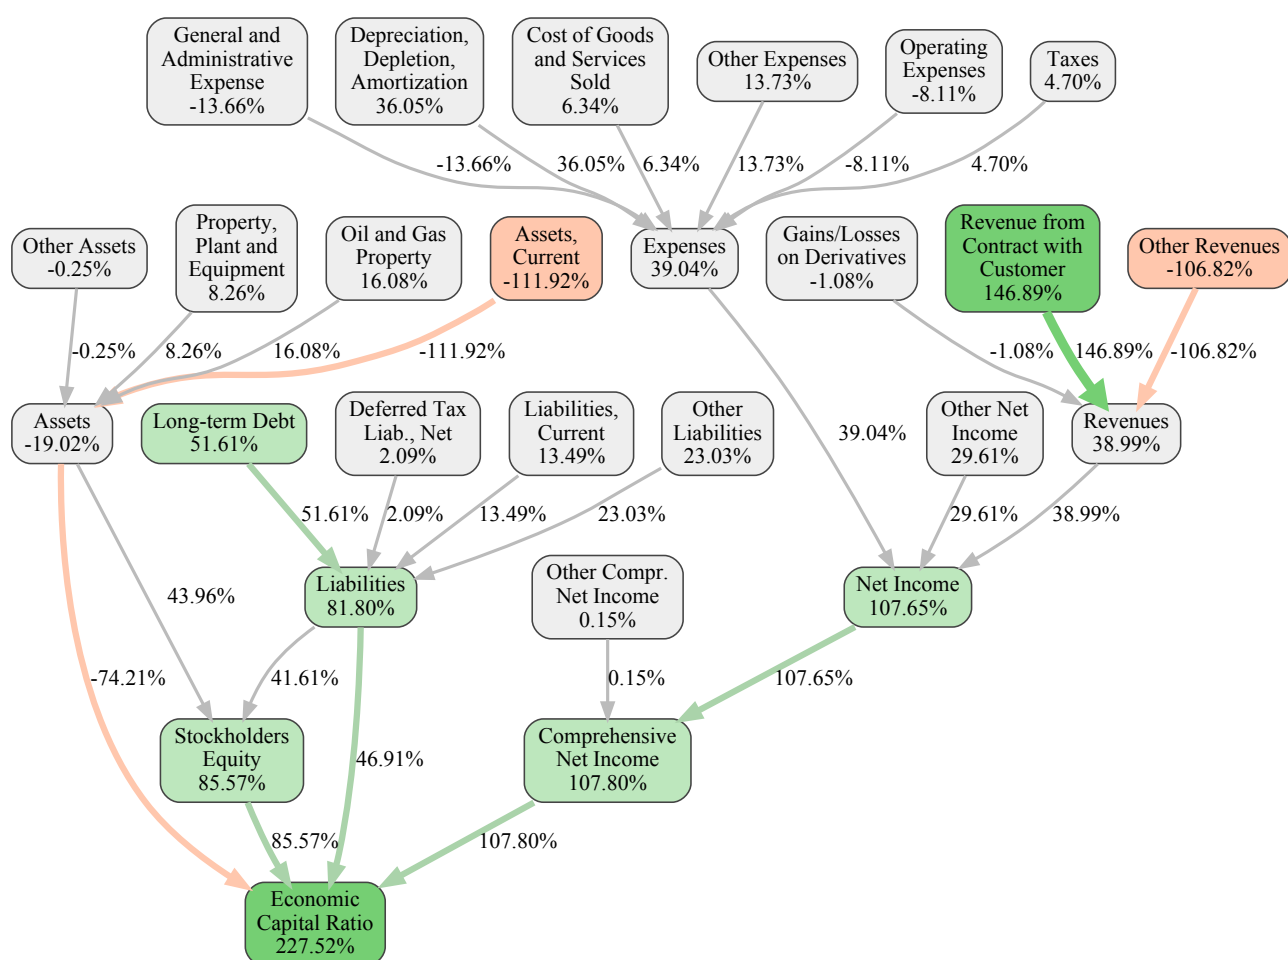 General and
Administrative
Expense
-13.66%
Depreciation,
Depletion,
Amortization
36.05%
Cost of Goods
and Services
Sold
6.34%
Other Expenses
13.73%
Operating
Expenses
-8.11%
Taxes
4.70%
-13.66%
36.05%
6.34%
13.73%
-8.11%
4.70%
Other Assets
-0.25%
Property,
Plant and
Equipment
8.26%
Oil and Gas
Property
16.08%
Assets,
Current
-111.92%
Expenses
39.04%
Gains/Losses
on Derivatives
-1.08%
Revenue from
Contract with
Customer
146.89%
Other Revenues
-106.82%
-0.25%
8.26%
16.08%
-111.92%
-1.08%
146.89%
-106.82%
Assets
-19.02%
Long-term Debt
51.61%
Deferred Tax
Liab., Net
2.09%
Liabilities,
Current
13.49%
Other
Liabilities
23.03%
39.04%
Other Net
Income
29.61%
Revenues
38.99%
51.61%
2.09%
13.49%
23.03%
29.61%
38.99%
43.96%
Liabilities
81.80%
Other Compr.
Net Income
0.15%
Net Income
107.65%
-74.21%
41.61%
0.15%
107.65%
Stockholders
Equity
85.57%
46.91%
Comprehensive
Net Income
107.80%
85.57%
107.80%
Economic
Capital Ratio
227.52%